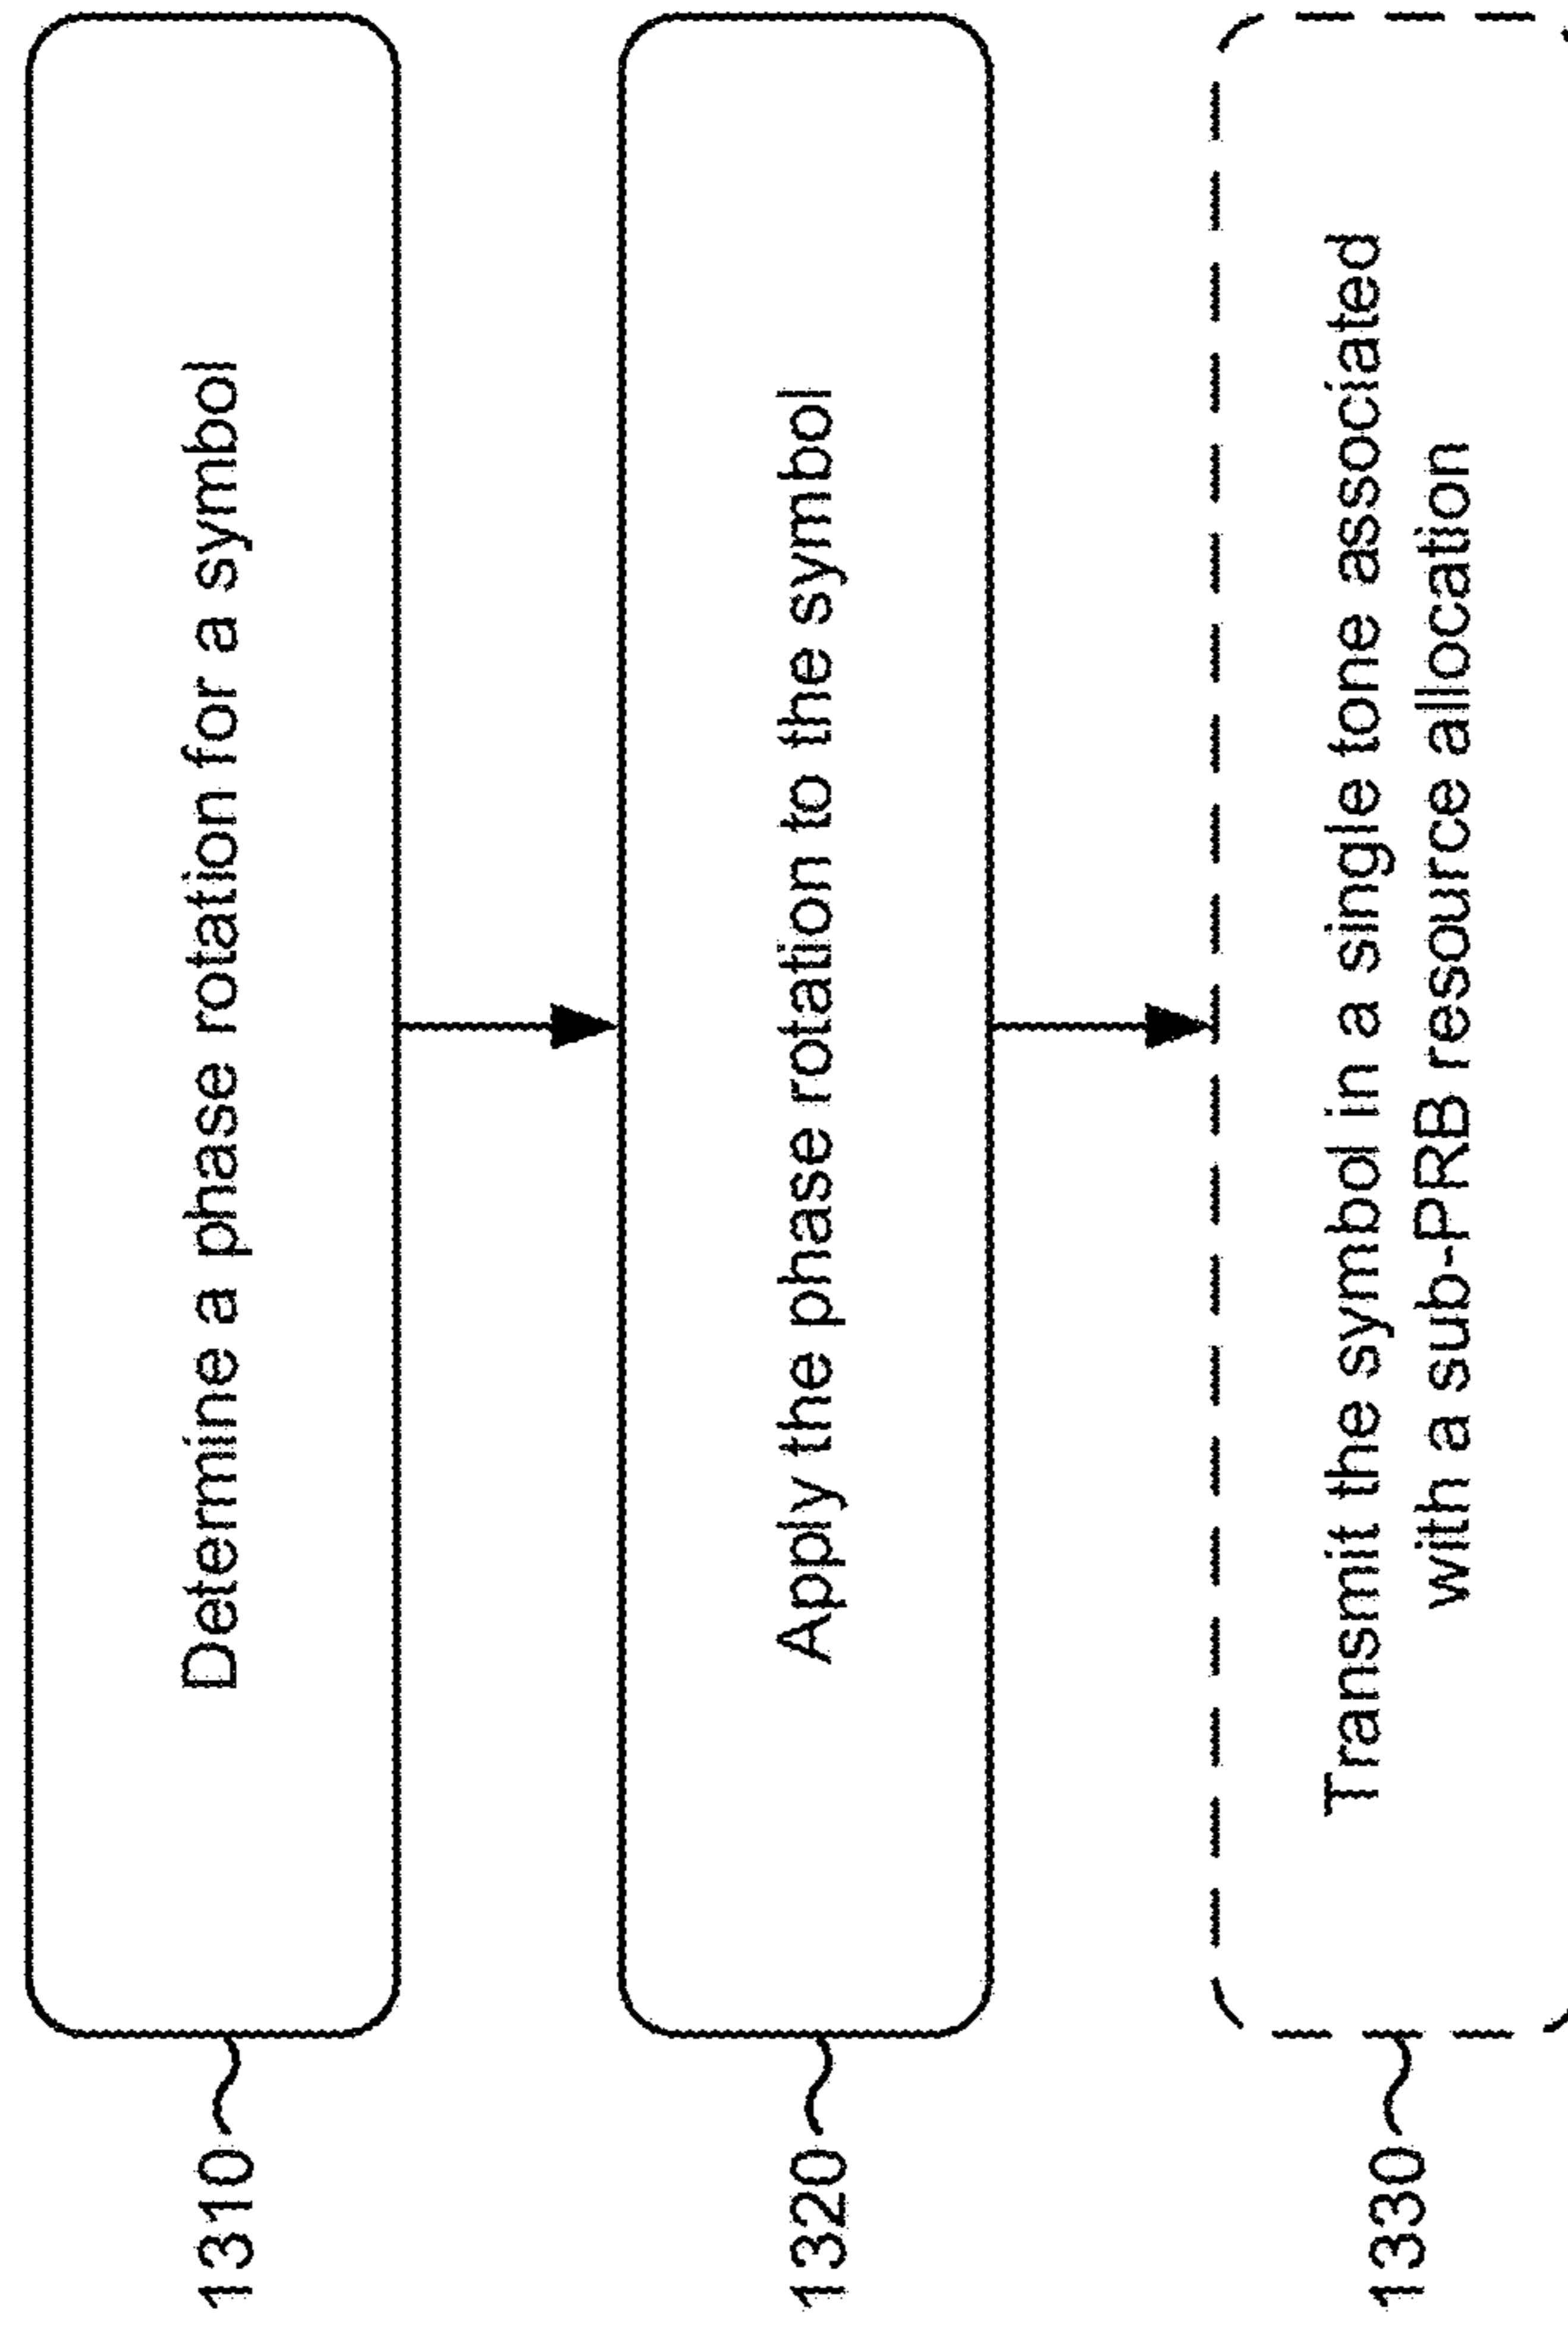 1310
Determine a phase rotation for a symbol
1320
Apply the phase rotation to the symbol
1330
Transmit the symbol in a single tone associated
with a sub-PRB resource allocation